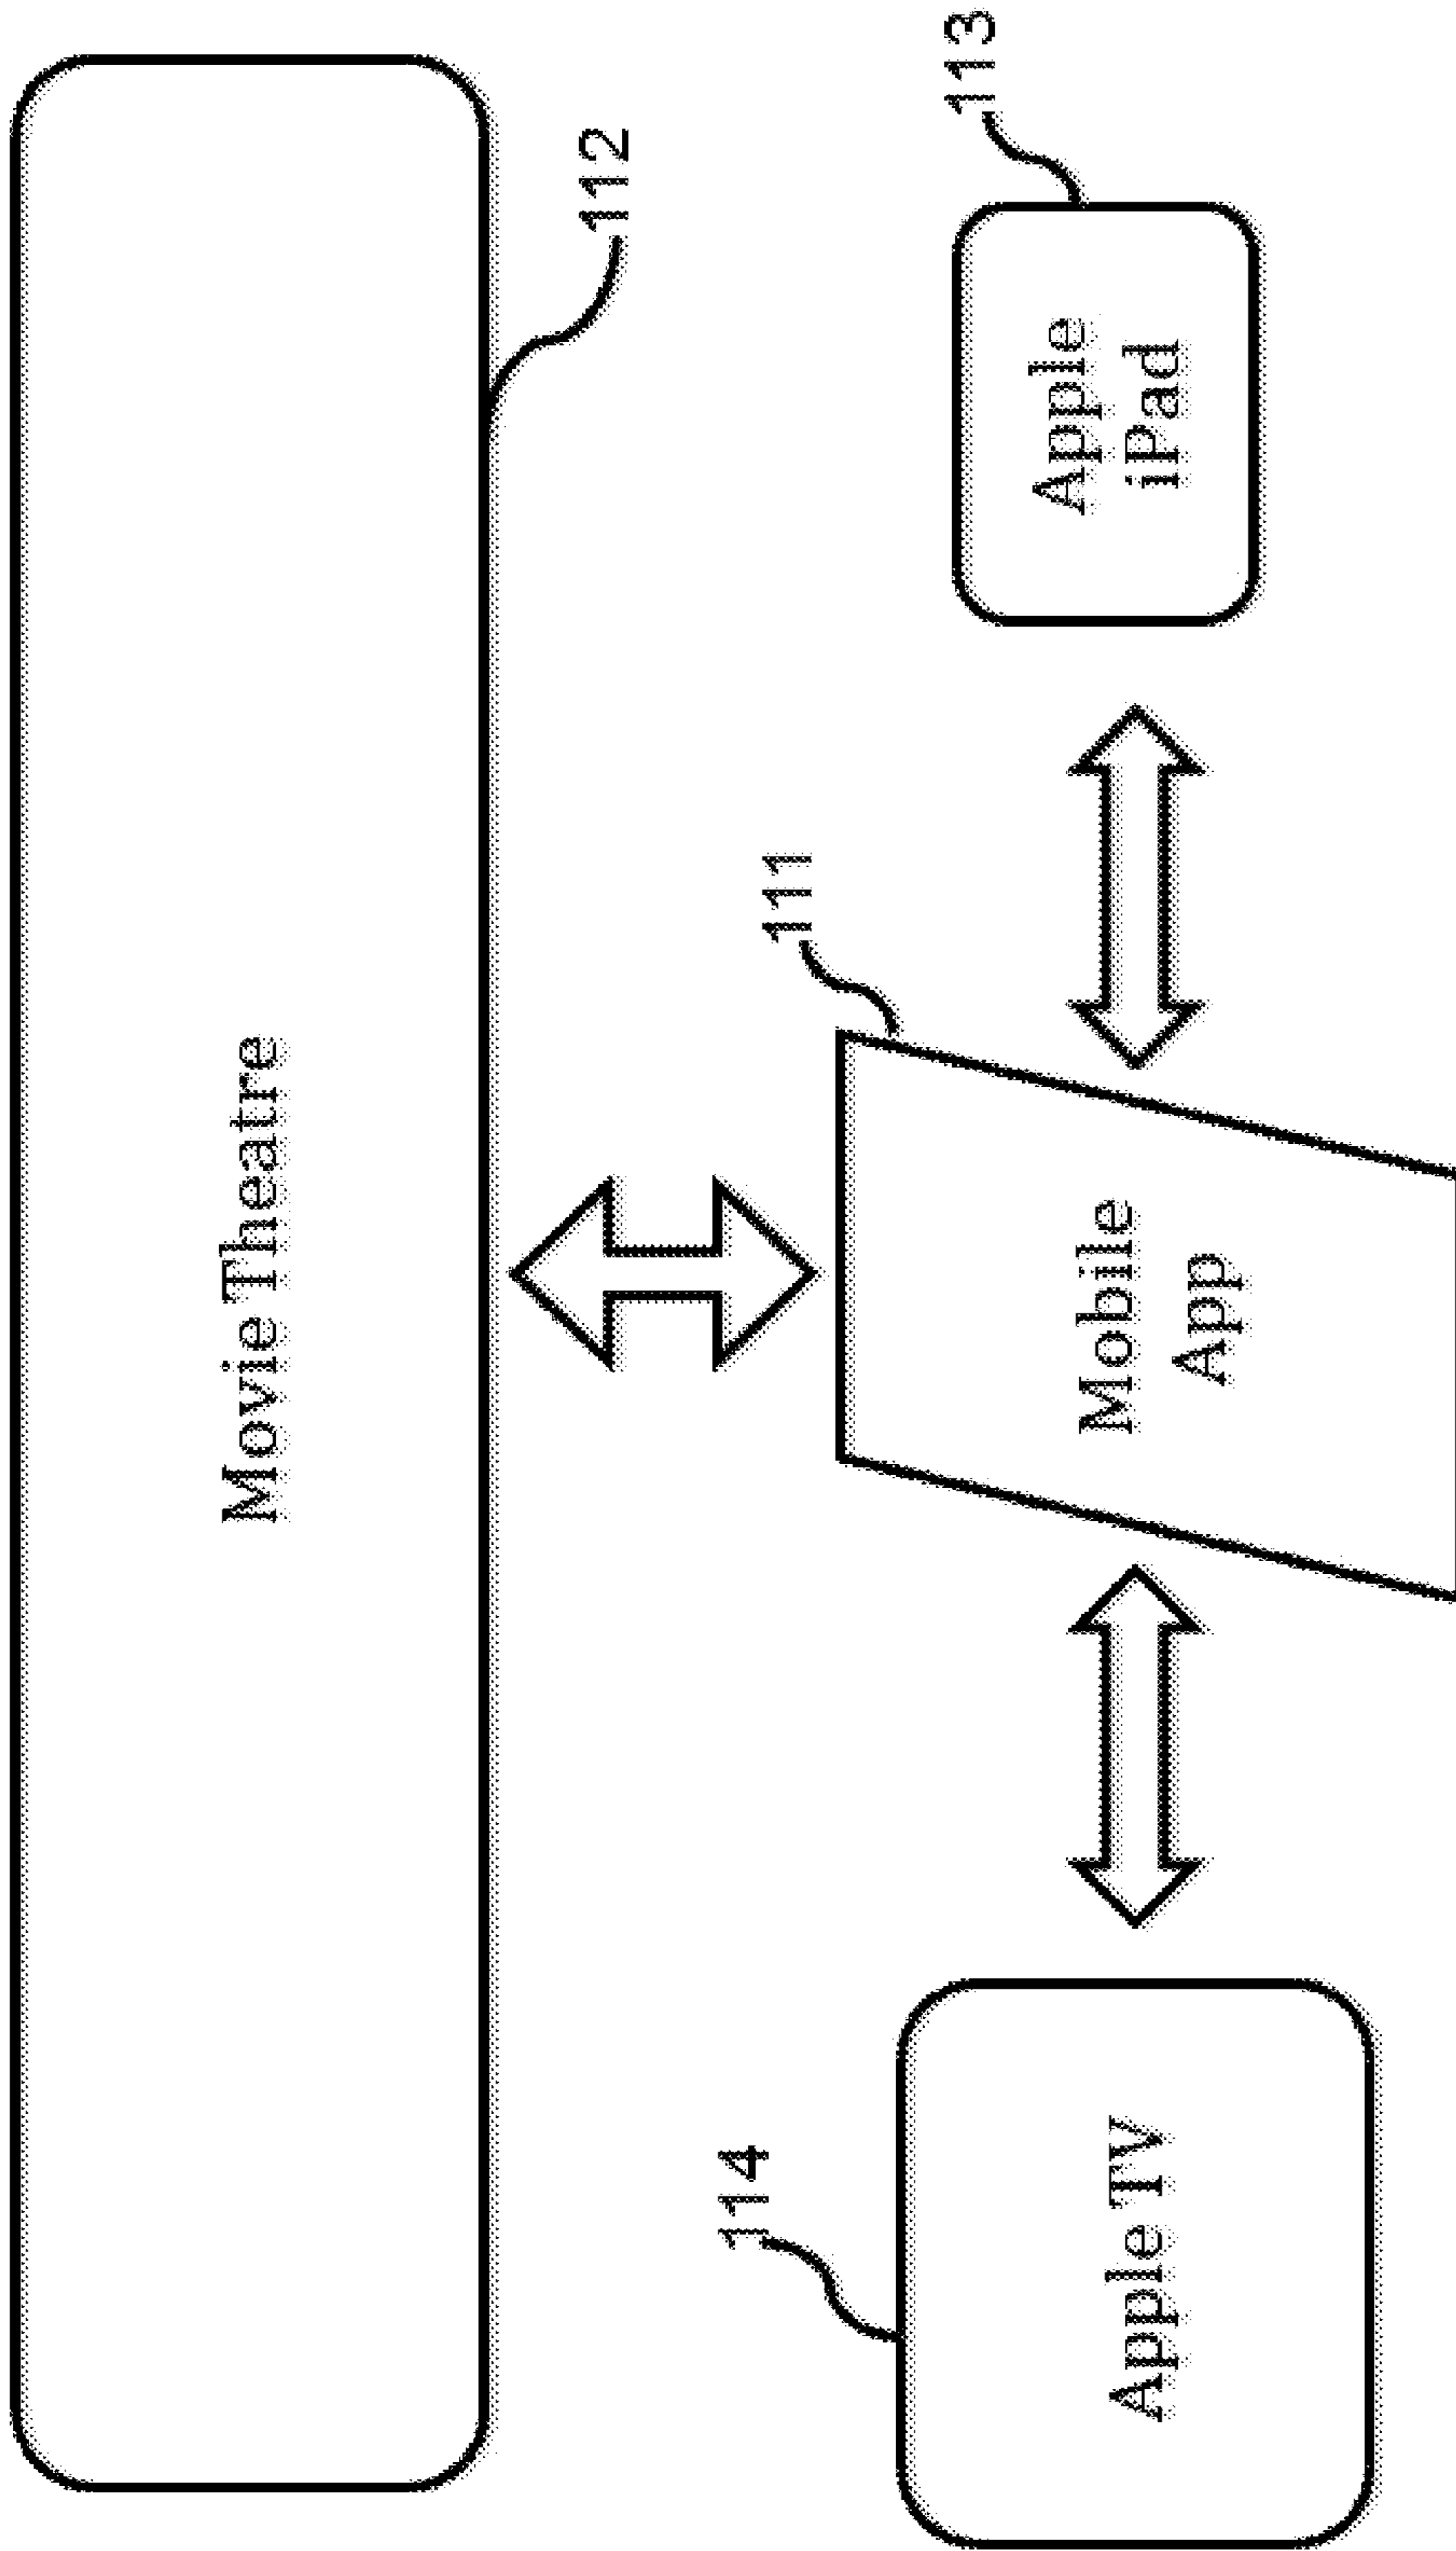 Movie Theatre
112
111
113
114
Apple TV
Mobile
App
Apple
iPad